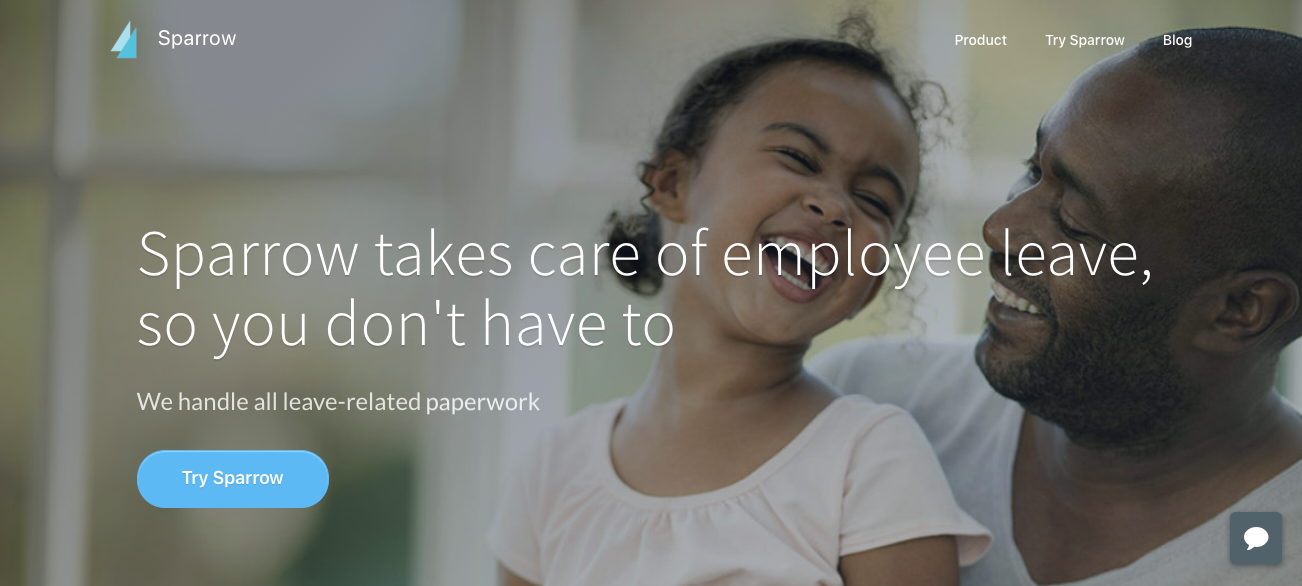 Sparrow
Product
Try Sparrow
Blog
Sparrow takes care of employee leave,
so you don't have to
We handle all leave-related paperwork
Try Sparrow